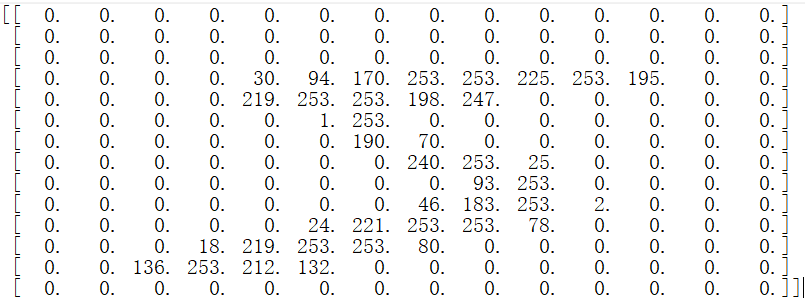 [[ 0. 0. 0. 0. 0. 0. 0. 0. 0. 0. 0. 0. 0. 0.]
[ 0. 0. 0. 0. 0. 0. 0. 0. 0. 0. 0. 0. 0. 0.]
[ 0. 0. 0. 0. 0. 0. 0. 0. 0. 0. 0. 0. 0. 0.]
[ 0. 0. 0. 0. 30. 94. 170. 253. 253. 225. 253. 195. 0. 0.]
[ 0. 0. 0. 0. 219. 253. 253. 198. 247. 0. 0. 0. 0. 0.]
[ 0. 0. 0. 0. 0. 1. 253. 0. 0. 0. 0. 0. 0. 0.]
[ 0. 0. 0. 0. 0. 0. 190. 70. 0. 0. 0. 0. 0. 0.]
[ 0. 0. 0. 0. 0. 0. 0. 240. 253. 25. 0. 0. 0. 0.]
[ 0. 0. 0. 0. 0. 0. 0. 0. 93. 253. 0. 0. 0. 0.]
[ 0. 0. 0. 0. 0. 0. 0. 46. 183. 253. 2. 0. 0. 0.]
[ 0. 0. 0. 0. 0. 24. 221. 253. 253. 78. 0. 0. 0. 0.]
[ 0. 0. 0. 18. 219. 253. 253. 80. 0. 0. 0. 0. 0. 0.]
[ 0. 0. 136. 253. 212. 132. 0. 0. 0. 0. 0. 0. 0. 0.]
[ 0. 0. 0. 0. 0. 0. 0. 0. 0. 0. 0. 0. 0. 0.]]